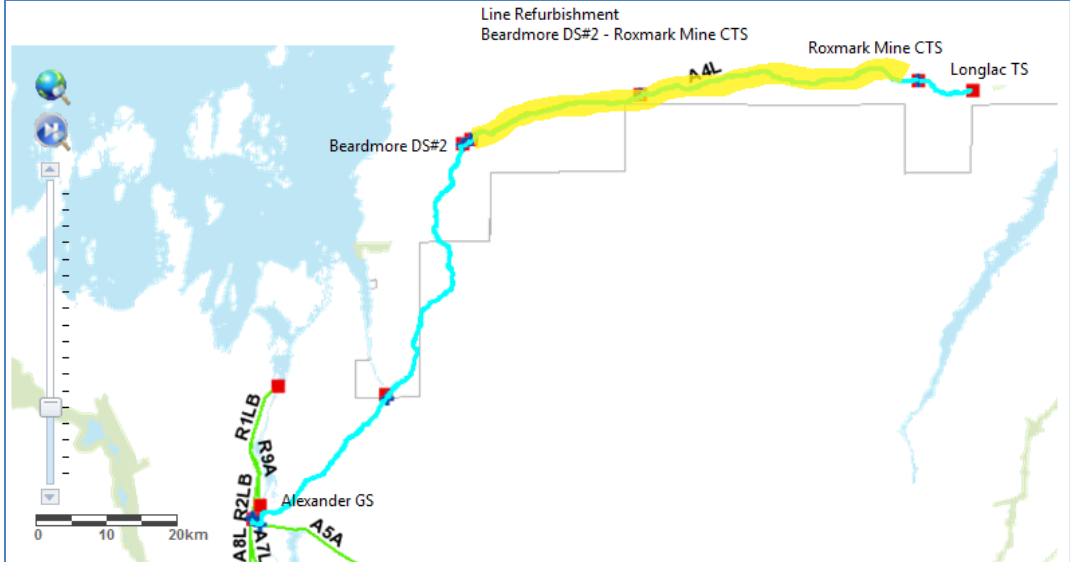 Line Refurbishment
Beardmore DS#2 - Roxmark Mine CTS
Roxmark Mine CTS
A4L
Longlac TS
Beardmore DS#2
R1LB
R9A
R2LB
Alexander GS
A5A
A8L
A7L
0 10 20km